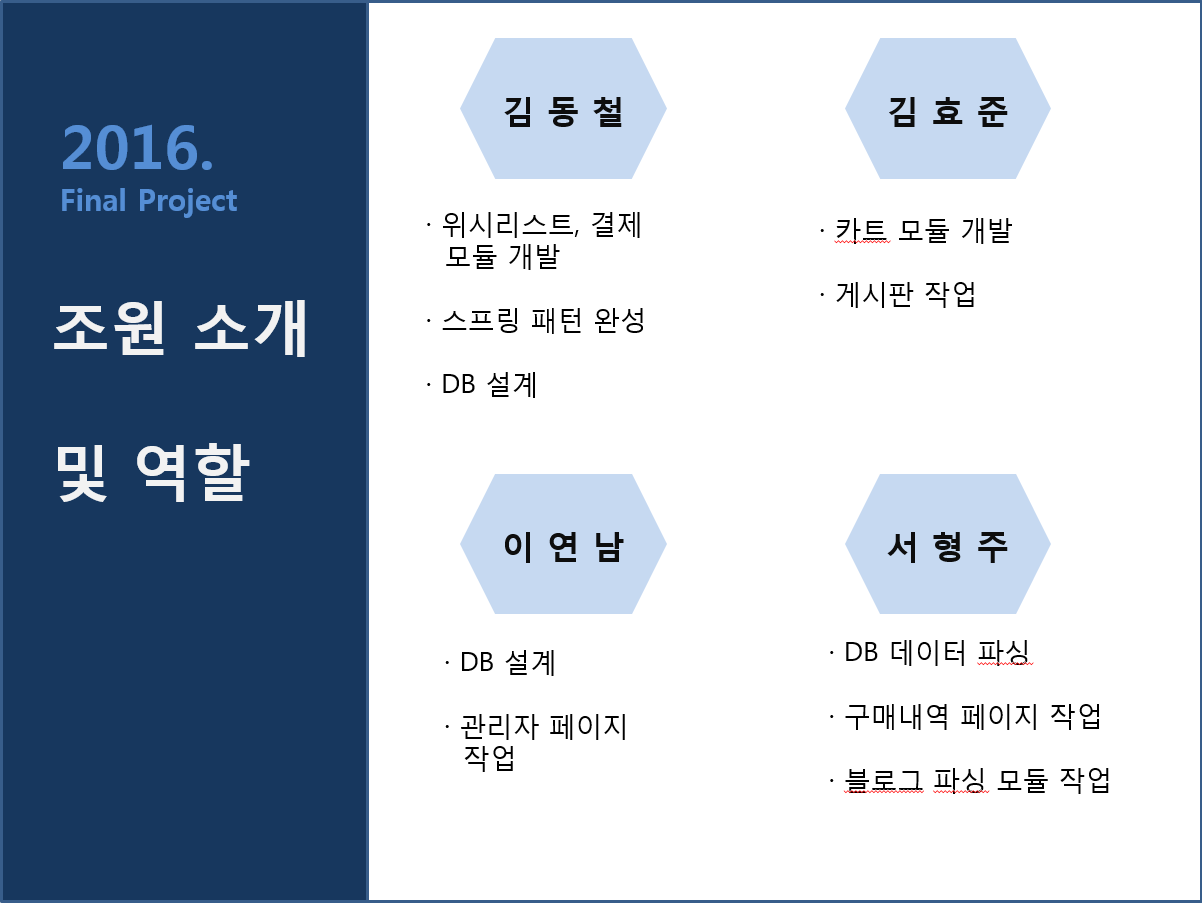 2016.
Final Project
조원 소개
및 역할
김 동 철
· 위시리스트, 결제
모듈 개발
· 스프링 패턴 완성
· DB 설계
김 효 준
· 카트 모듈 개발
· 게시판 작업
이 연 남
· DB 설계
· 관리자 페이지
작업
서 형 주
· DB 데이터 파싱
· 구매내역 페이지 작업
· 블로그 파싱 모듈 작업